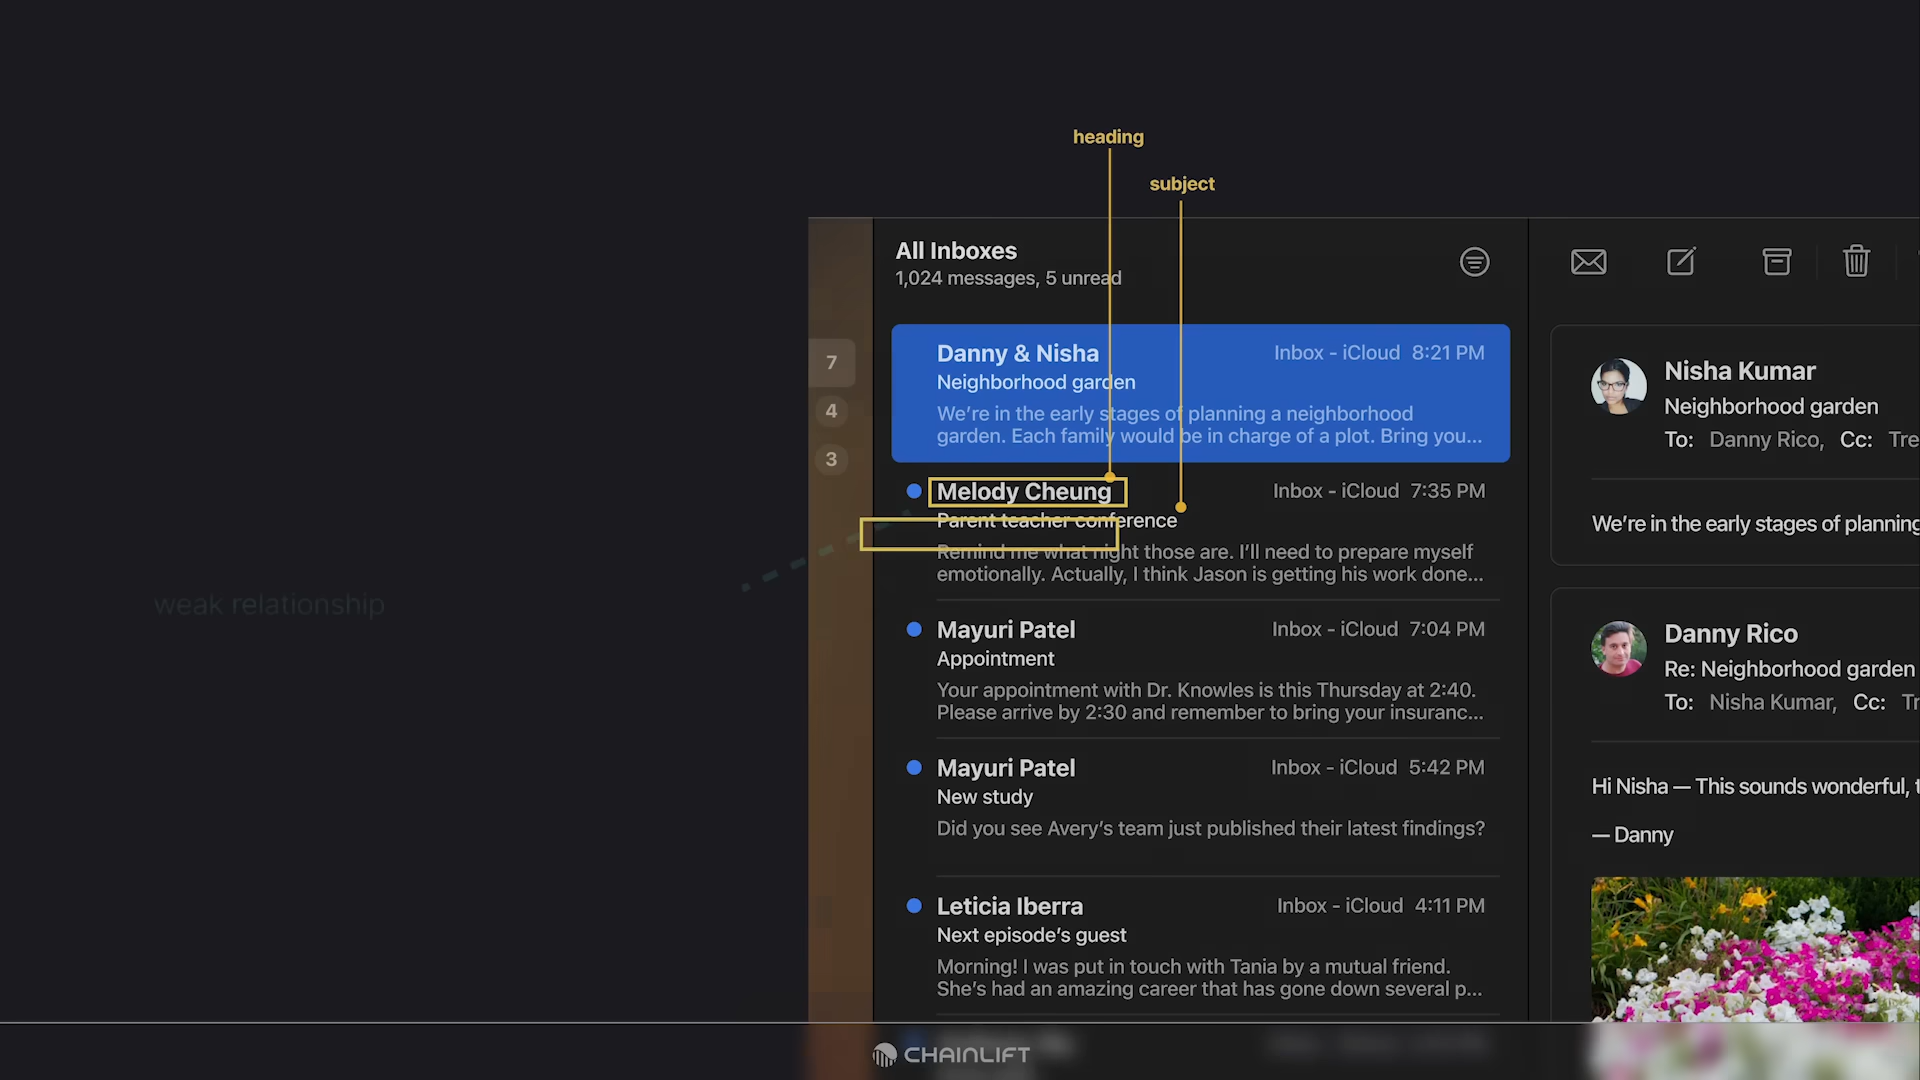 heading
subject
All Inboxes
1,024 messages, 5 unread
7
4
3
Danny & Nisha
Inbox - iCloud 8:21 PM
Neighborhood garden
We're in the early stages of planning a neighborhood
garden. Each family would be in charge of a plot. Bring you...
Melody Cheung
Inbox - iCloud 7:35 PM
Parent teacher conference
Remind me what night those are. I'll need to prepare myself
emotionally. Actually, I think Jason is getting his work done...
weak relationship
Mayuri Patel
Inbox - iCloud 7:04 PM
Appointment
Your appointment with Dr. Knowles is this Thursday at 2:40.
Please arrive by 2:30 and remember to bring your insuranc...
Mayuri Patel
Inbox - iCloud 5:42 PM
New study
Did you see Avery's team just published their latest findings?
Leticia Iberra
Inbox - iCloud 4:11 PM
Next episode's guest
Morning! I was put in touch with Tania by a mutual friend.
She's had an amazing career that has gone down several p...
Nisha Kumar
Neighborhood garden
To: Danny Rico, Cc: Tre
We're in the early stages of planning
Danny Rico
Re: Neighborhood garden
To: Nisha Kumar, Cc: Tr
Hi Nisha — This sounds wonderful, t
— Danny
CHAINLIFT